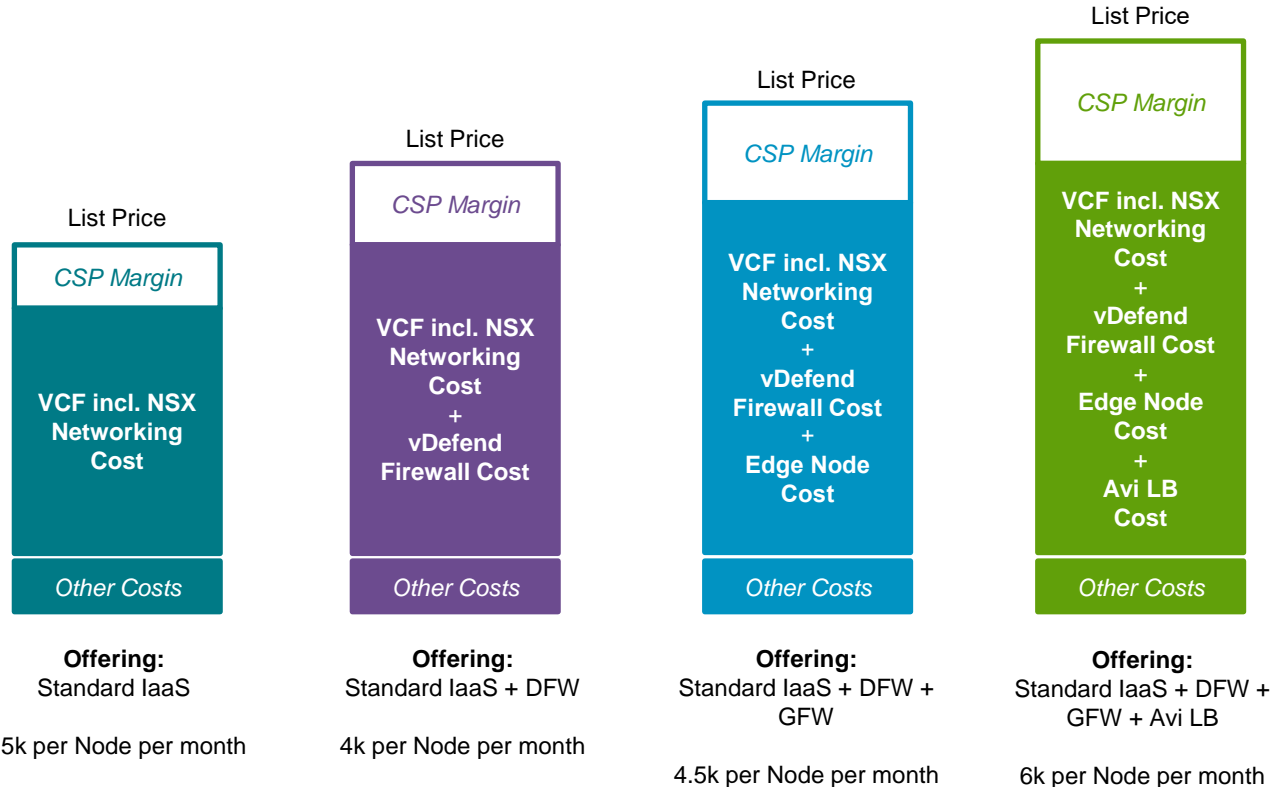 List Price
CSP Margin
VCF incl. NSX
Networking
Cost
Other Costs
Offering:
Standard IaaS
5k per Node per month
List Price
CSP Margin
VCF incl. NSX
Networking
Cost
+
vDefend
Firewall Cost
Other Costs
Offering:
Standard IaaS + DFW
4k per Node per month
List Price
CSP Margin
VCF incl. NSX
Networking
Cost
+
vDefend
Firewall Cost
+
Edge Node
Cost
Other Costs
Offering:
Standard IaaS + DFW +
GFW
4.5k per Node per month
List Price
CSP Margin
VCF incl. NSX
Networking
Cost
+
vDefend
Firewall Cost
+
Edge Node
Cost
+
Avi LB
Cost
Other Costs
Offering:
Standard IaaS + DFW +
GFW + Avi LB
6k per Node per month